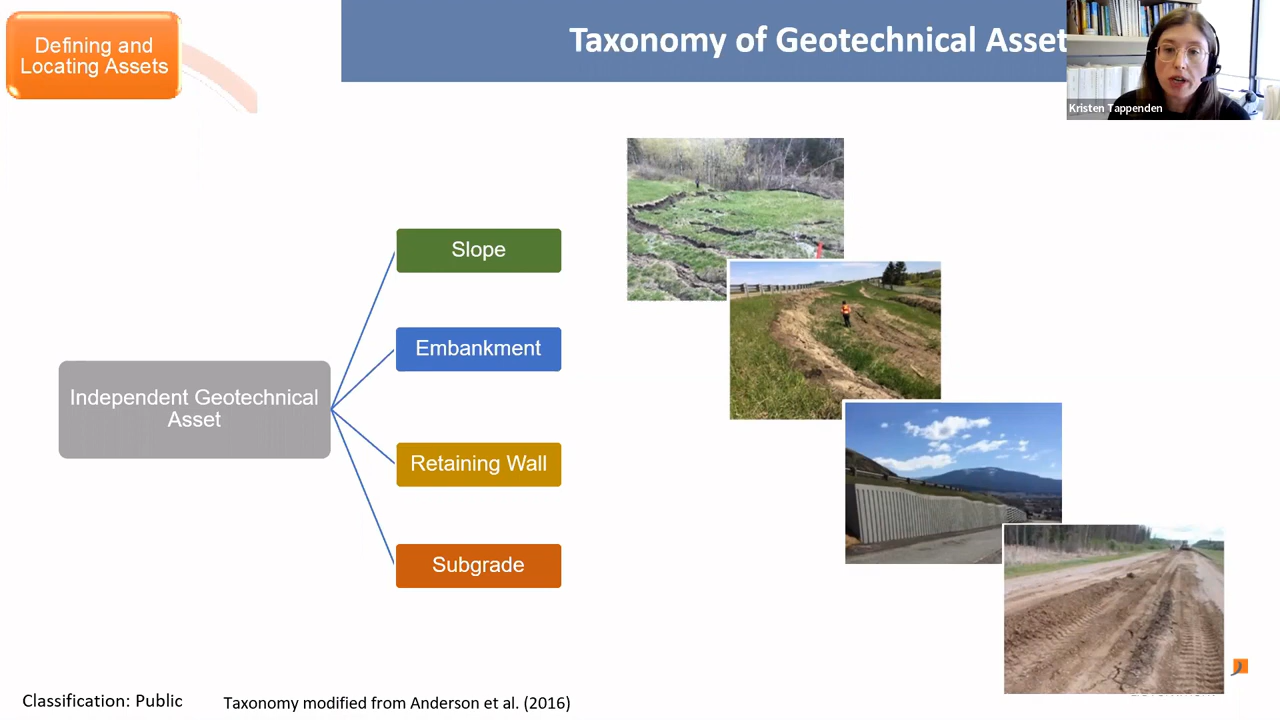 Defining and
Locating Assets
Taxonomy of Geotechnical Asset
Kristen Tappenden
Slope
Embankment
Independent Geotechnical
Asset
Retaining Wall
Subgrade
Classification: Public
Taxonomy modified from Anderson et al. (2016)